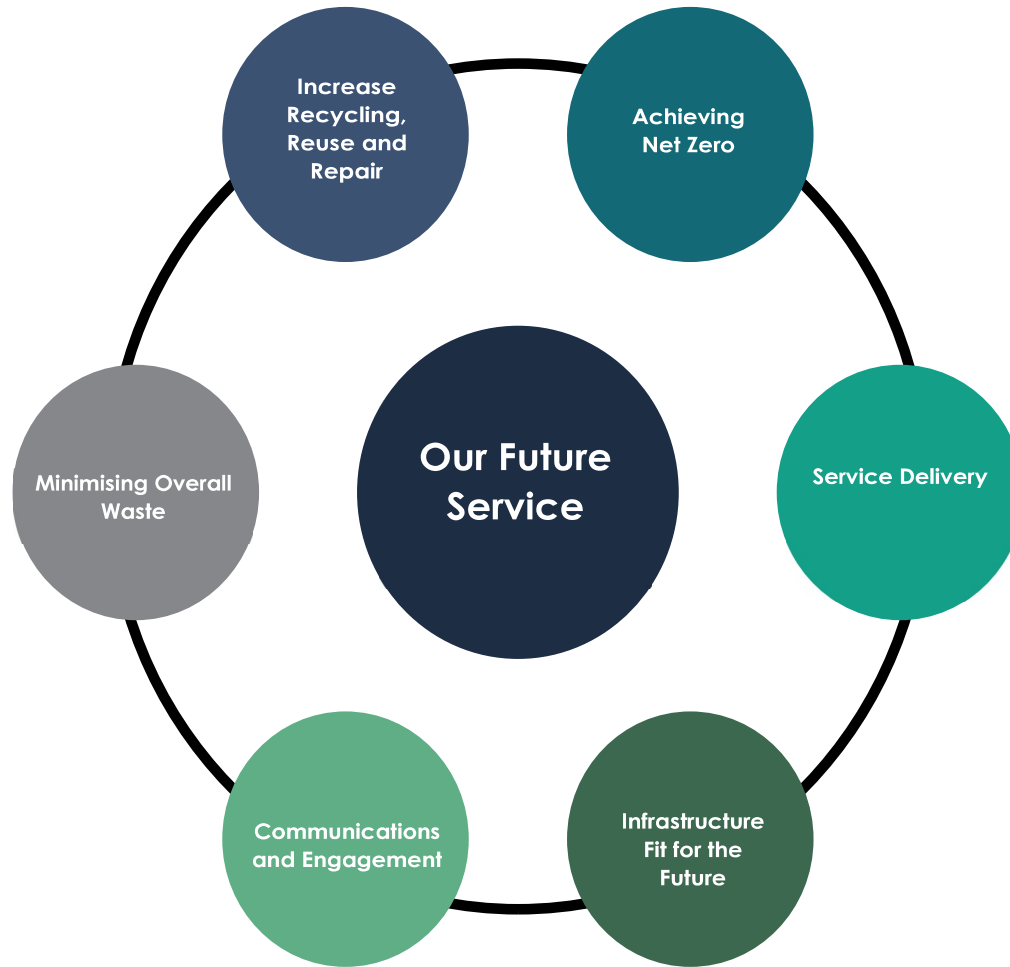 Increase
Recycling,
Reuse and
Repair
Achieving
Net Zero
Minimising Overall
Waste
Our Future
Service
Service Delivery
Communications
and Engagement
Infrastructure
Fit for the
Future